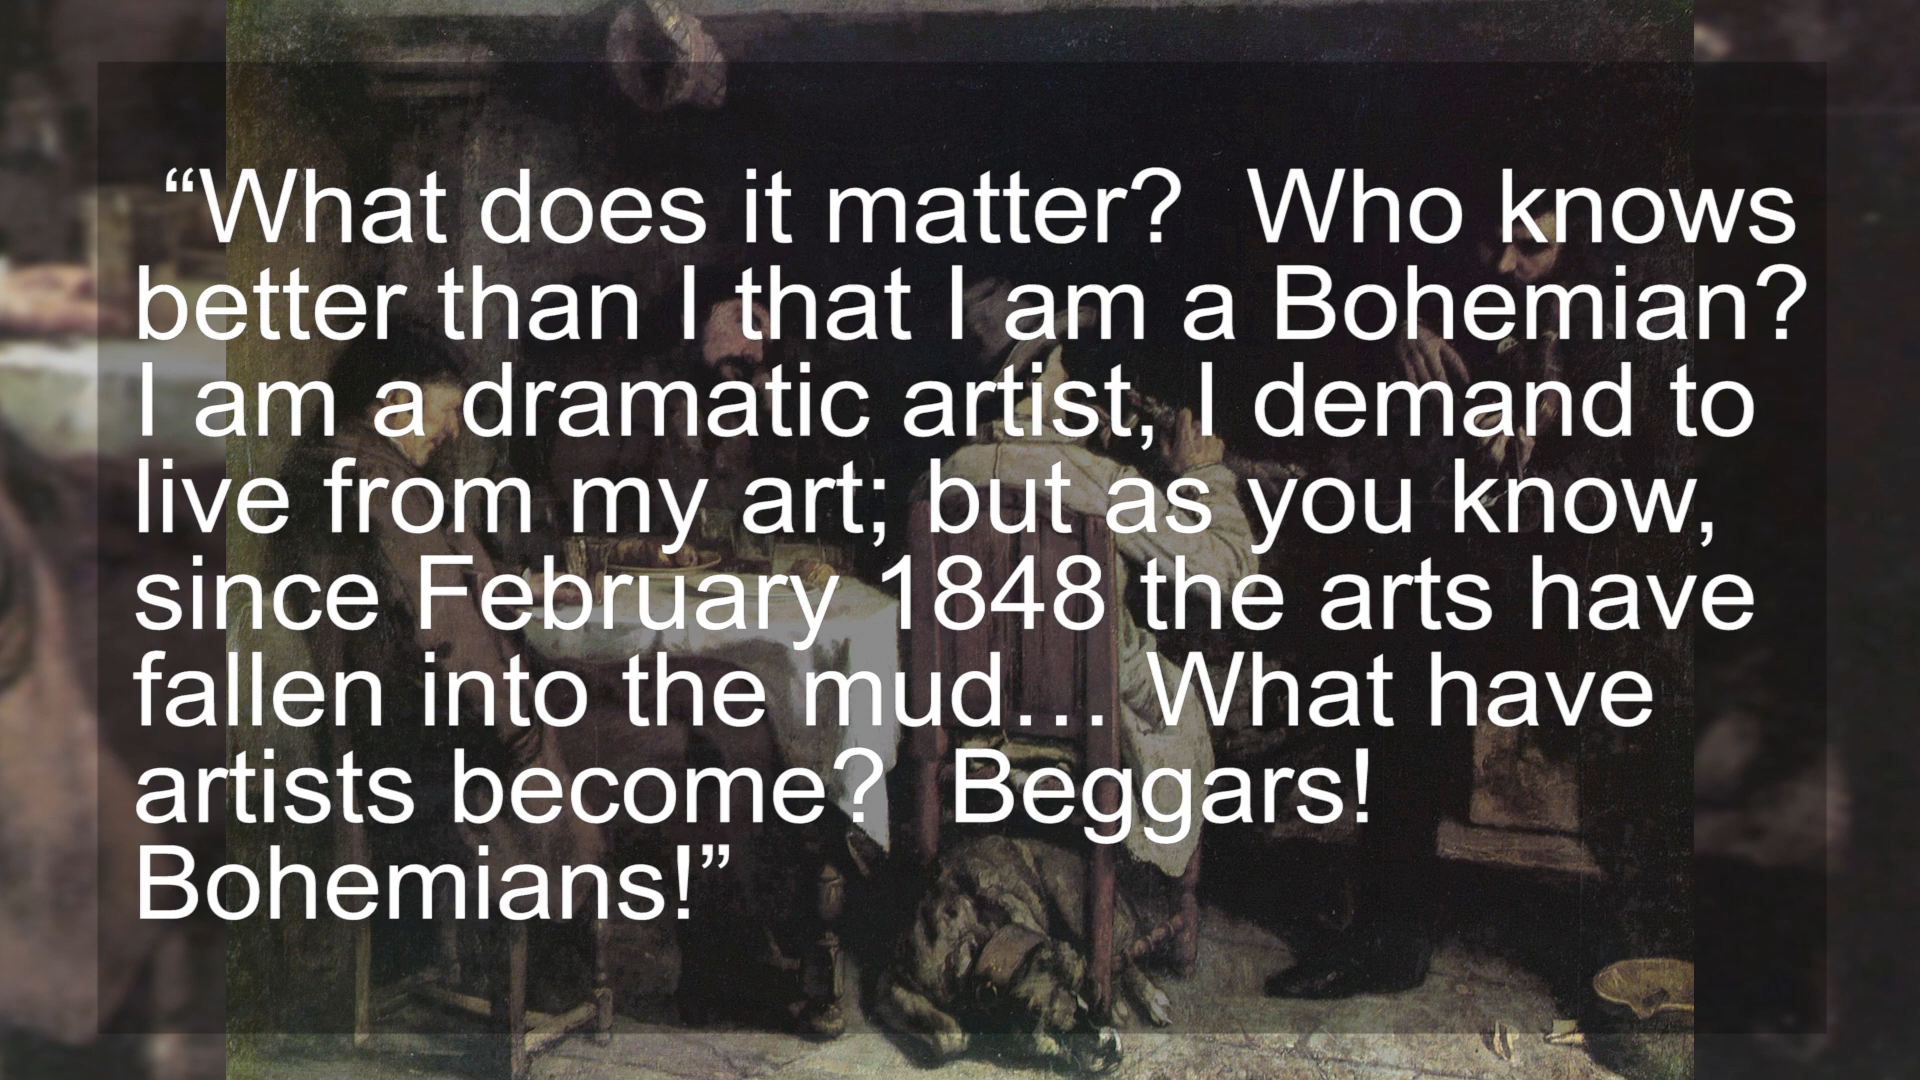 “What does it matter?  Who knows
better than I that I am a Bohemian?
I am a dramatic artist, I demand to
live from my art; but as you know,
since February 1848 the arts have
fallen into the mud… What have
artists become?  Beggars!
Bohemians!”